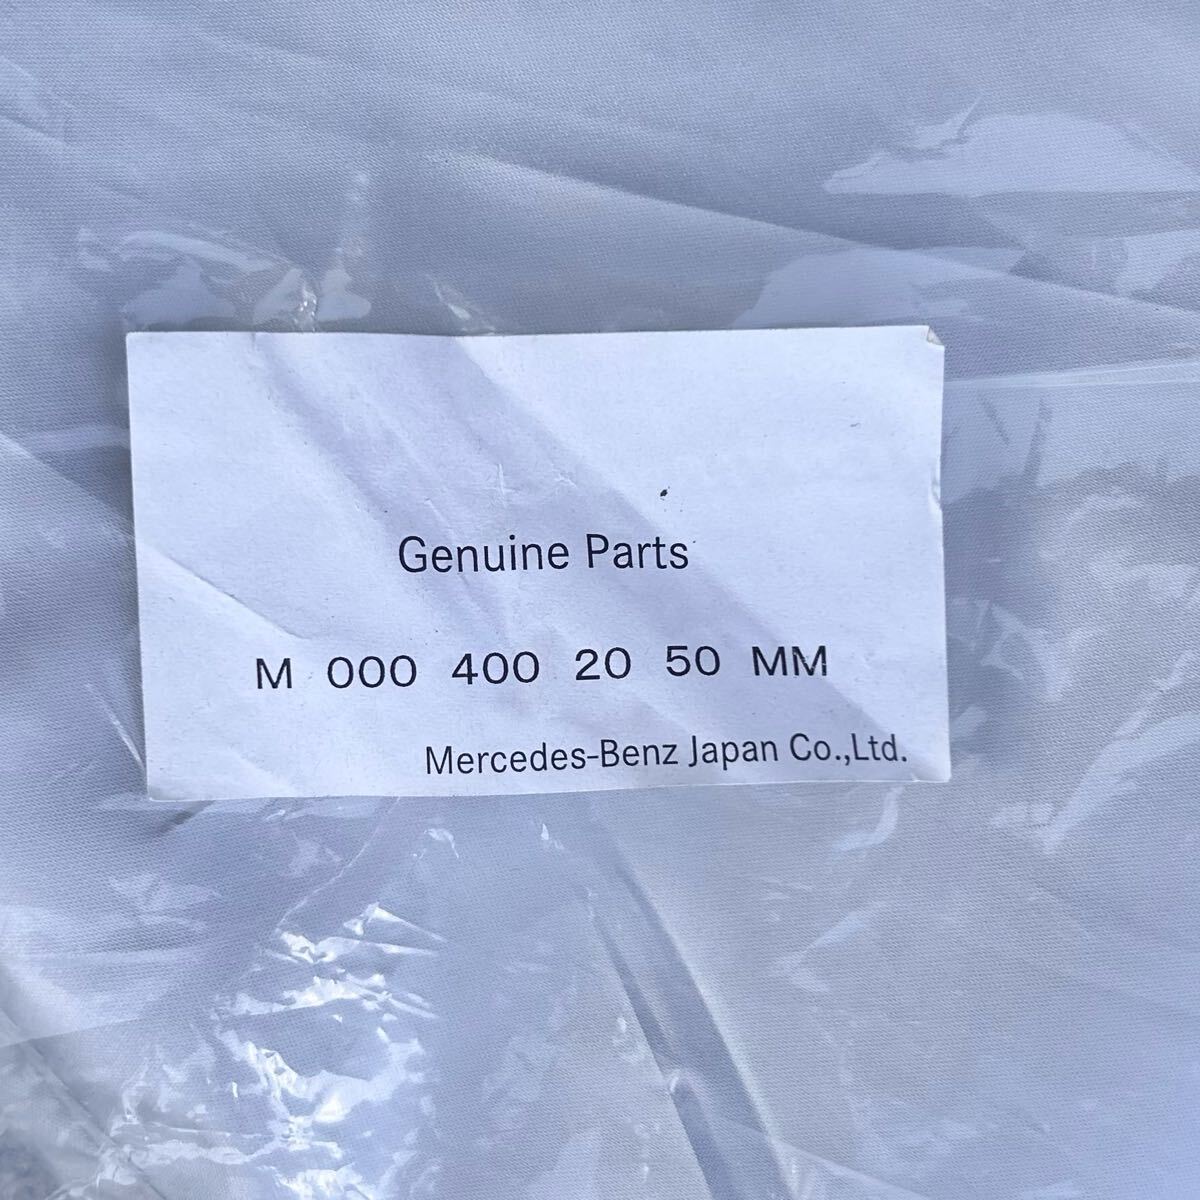 Genuine Parts
M 000 400 20 50 MM
Mercedes-Benz Japan Co.,Ltd.